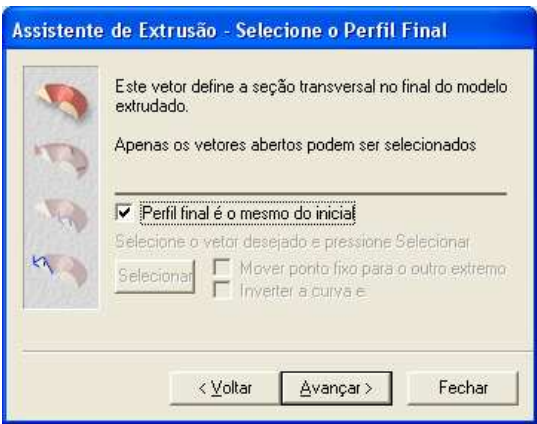 Assistente de Extrusão - Selecione o Perfil Final
Este vetor define a seção transversal no final do modelo
extrudado.
Apenas os vetores abertos podem ser selecionados
Perfil final é o mesmo do inicial
Selecione o vetor desejado e pressione Selecionar
Selecionar
Mover ponto fixo para o outro extremo
Inverter a curva e
< Voltar
Avançar >
Fechar